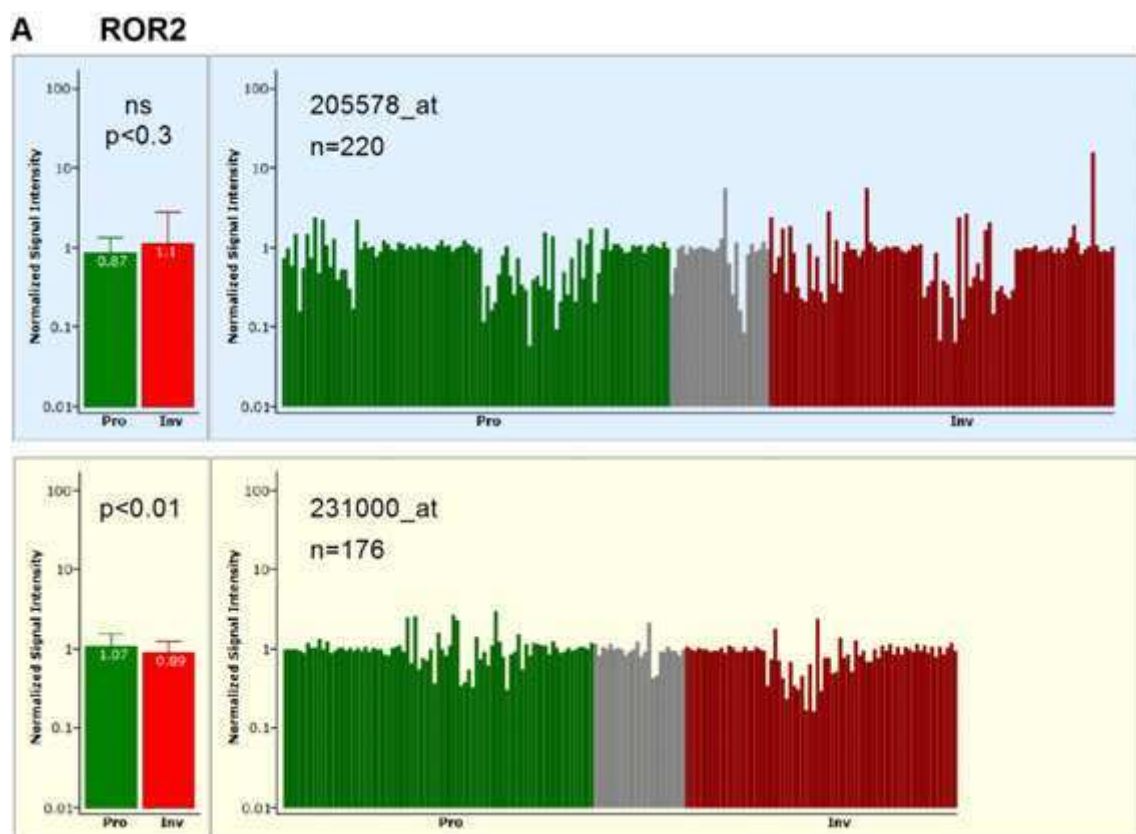 A ROR2
Normalized Signal Intensity
100
10
1
0.1
0.01
ns
p<0.3
0.87
1.1
Pro Inv
Normalized Signal Intensity
100
10
1
0.1
0.01
205578_at
n=220
Pro Inv
Normalized Signal Intensity
100
10
1
0.1
0.01
p<0.01
1.07
0.89
Pro Inv
Normalized Signal Intensity
100
10
1
0.1
0.01
231000_at
n=176
Pro Inv